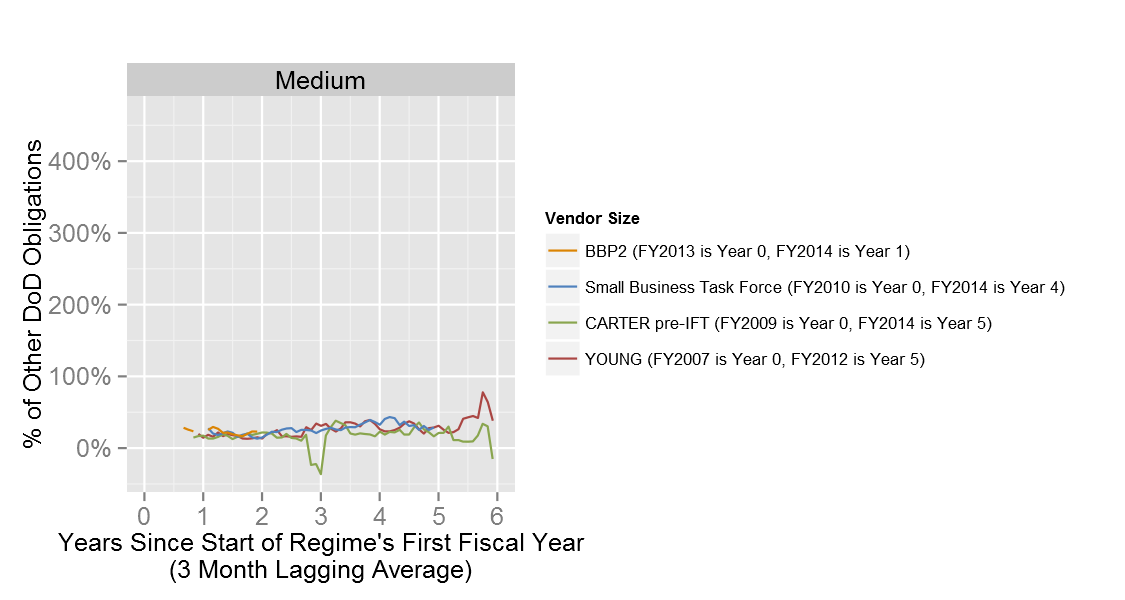 Medium
% of Other DoD Obligations
400%
300%
200%
100%
0%
0 1 2 3 4 5 6
Years Since Start of Regime's First Fiscal Year
(3 Month Lagging Average)
Vendor Size
BBP2 (FY2013 is Year 0, FY2014 is Year 1)
Small Business Task Force (FY2010 is Year 0, FY2014 is Year 4)
CARTER pre-IFT (FY2009 is Year 0, FY2014 is Year 5)
YOUNG (FY2007 is Year 0, FY2012 is Year 5)